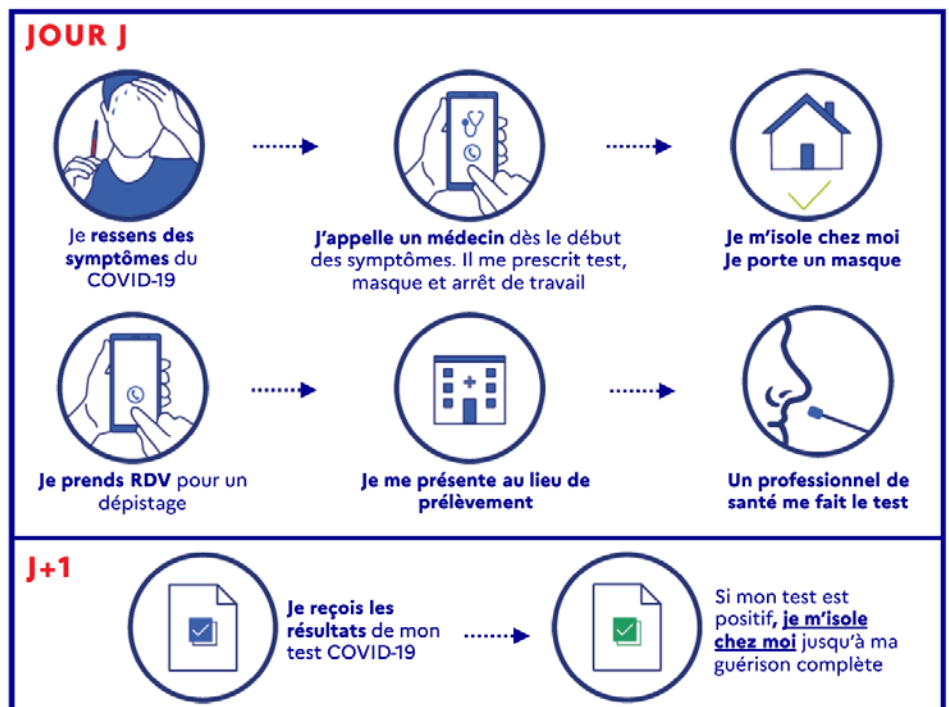 JOUR J
Je ressens des
symptômes du
COVID-19
J'appelle un médecin dès le début
des symptômes. Il me prescrit test,
masque et arrêt de travail
Je m'isole chez moi
Je porte un masque
Je prends RDV pour un
dépistage
Je me présente au lieu de
prélèvement
Un professionnel de
santé me fait le test
J+1
Je reçois les
résultats de mon
test COVID-19
Si mon test est
positif, je m'isole
chez moi jusqu'à ma
guérison complète